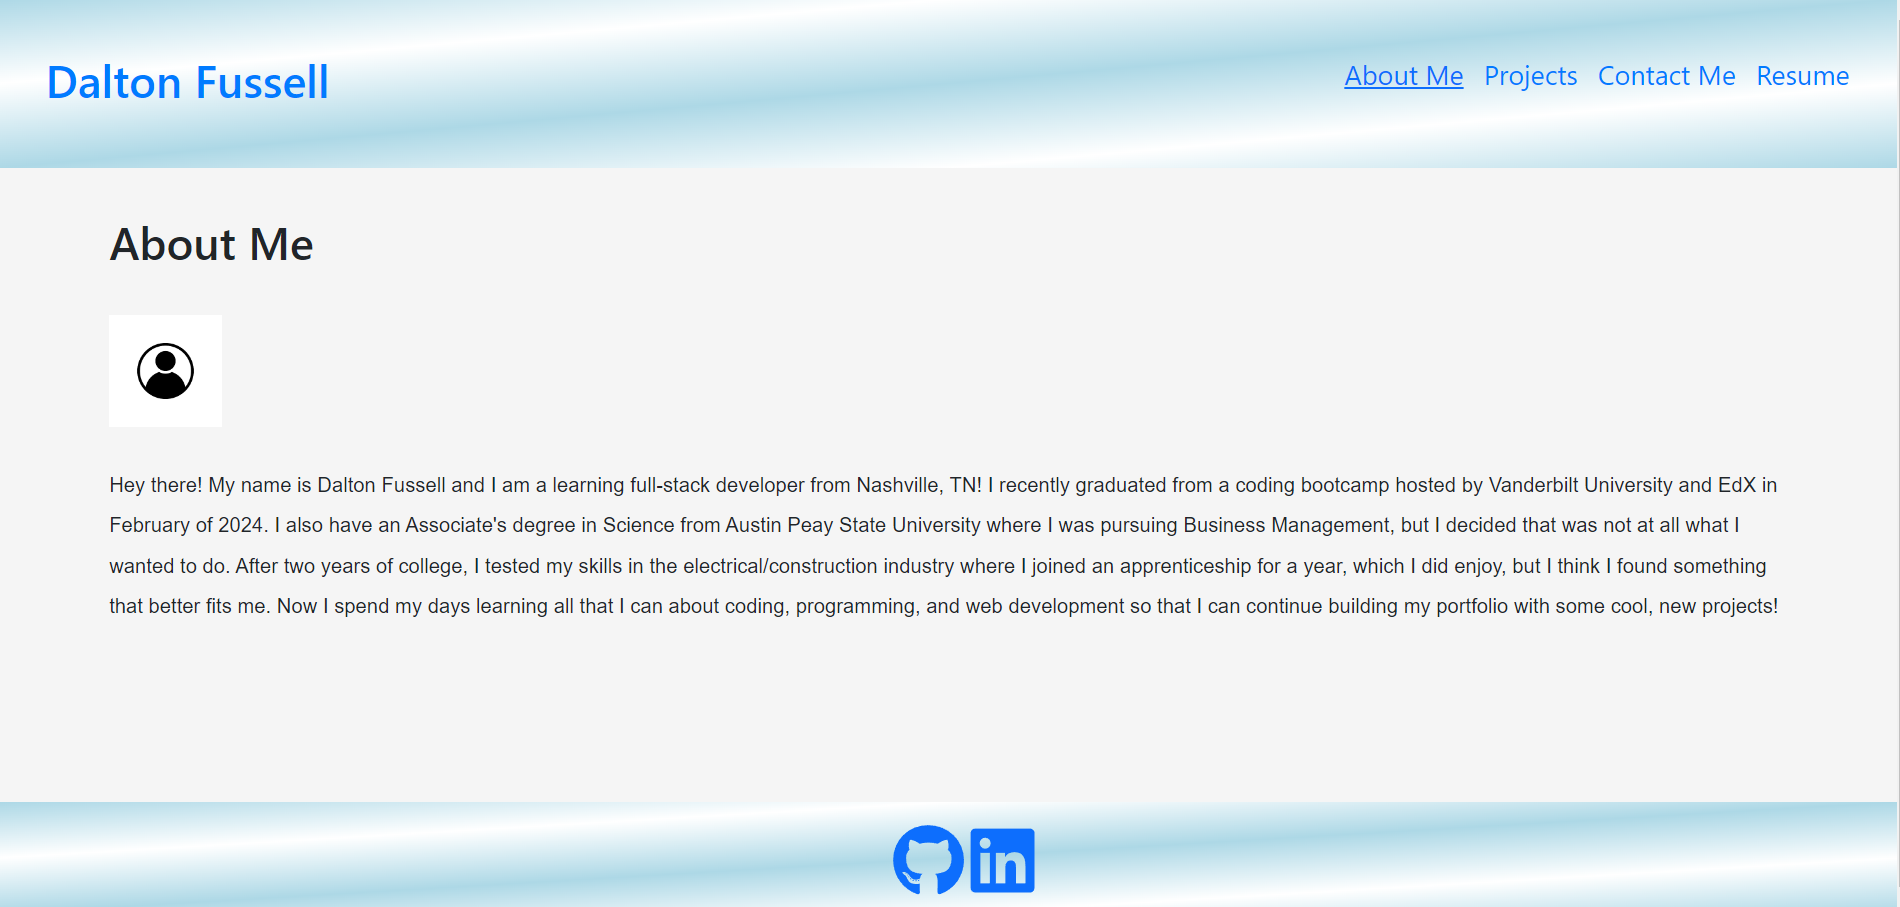 Dalton Fussell
About Me Projects Contact Me Resume
About Me
Hey there! My name is Dalton Fussell and I am a learning full-stack developer from Nashville, TN! I recently graduated from a coding bootcamp hosted by Vanderbilt University and EdX in
February of 2024. I also have an Associate's degree in Science from Austin Peay State University where I was pursuing Business Management, but I decided that was not at all what I
wanted to do. After two years of college, I tested my skills in the electrical/construction industry where I joined an apprenticeship for a year, which I did enjoy, but I think I found something
that better fits me. Now I spend my days learning all that I can about coding, programming, and web development so that I can continue building my portfolio with some cool, new projects!
in